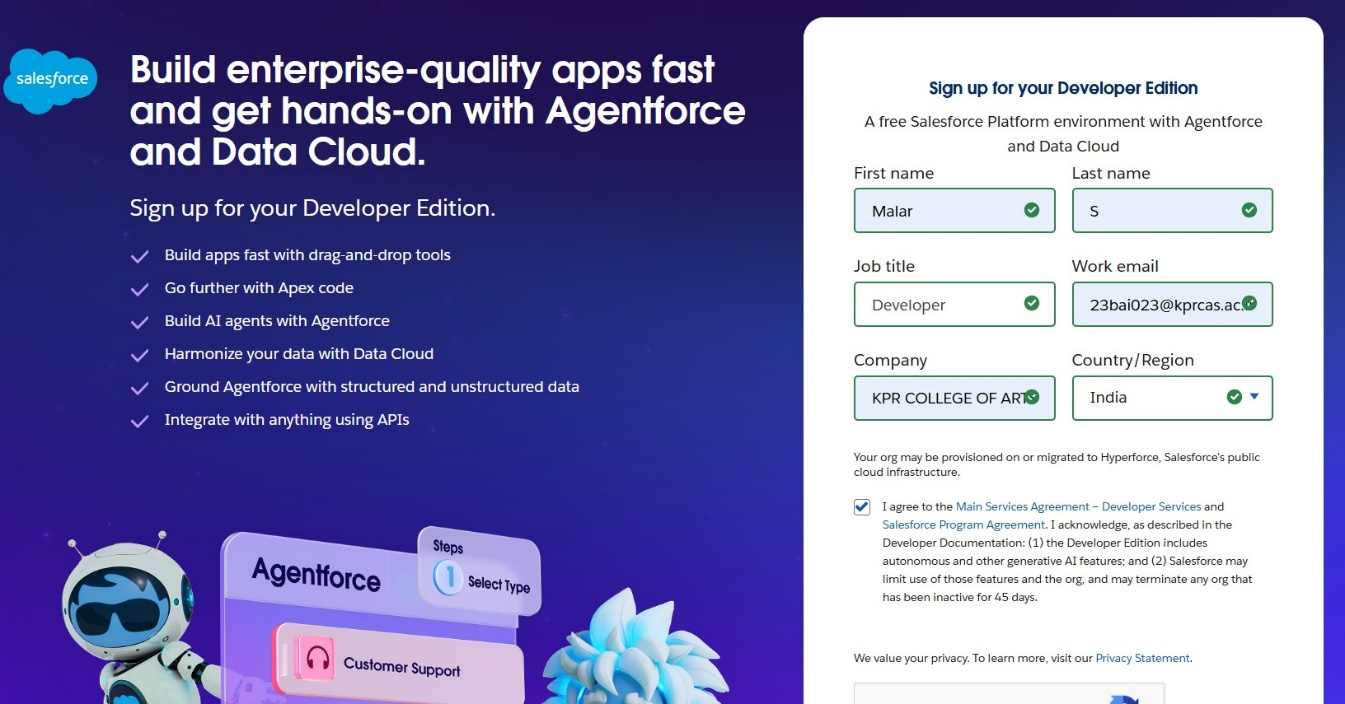 salesforce
Build enterprise-quality apps fast
and get hands-on with Agentforce
and Data Cloud.
Sign up for your Developer Edition.
Build apps fast with drag-and-drop tools
Go further with Apex code
Build AI agents with Agentforce
Harmonize your data with Data Cloud
Ground Agentforce with structured and unstructured data
Integrate with anything using APIs
Agentforce
Steps
1 Select Type
Customer Support
Sign up for your Developer Edition
A free Salesforce Platform environment with Agentforce
and Data Cloud
First name Last name
Malar S
Job title Work email
Developer 23bai023@kprcas.ac.
Company Country/Region
KPR COLLEGE OF ART India
Your org may be provisioned on or migrated to Hyperforce, Salesforce's public
cloud infrastructure.
I agree to the Main Services Agreement – Developer Services and
Salesforce Program Agreement. I acknowledge, as described in the
Developer Documentation: (1) the Developer Edition includes
autonomous and other generative AI features; and (2) Salesforce may
limit use of those features and the org, and may terminate any org that
has been inactive for 45 days.
We value your privacy. To learn more, visit our Privacy Statement.